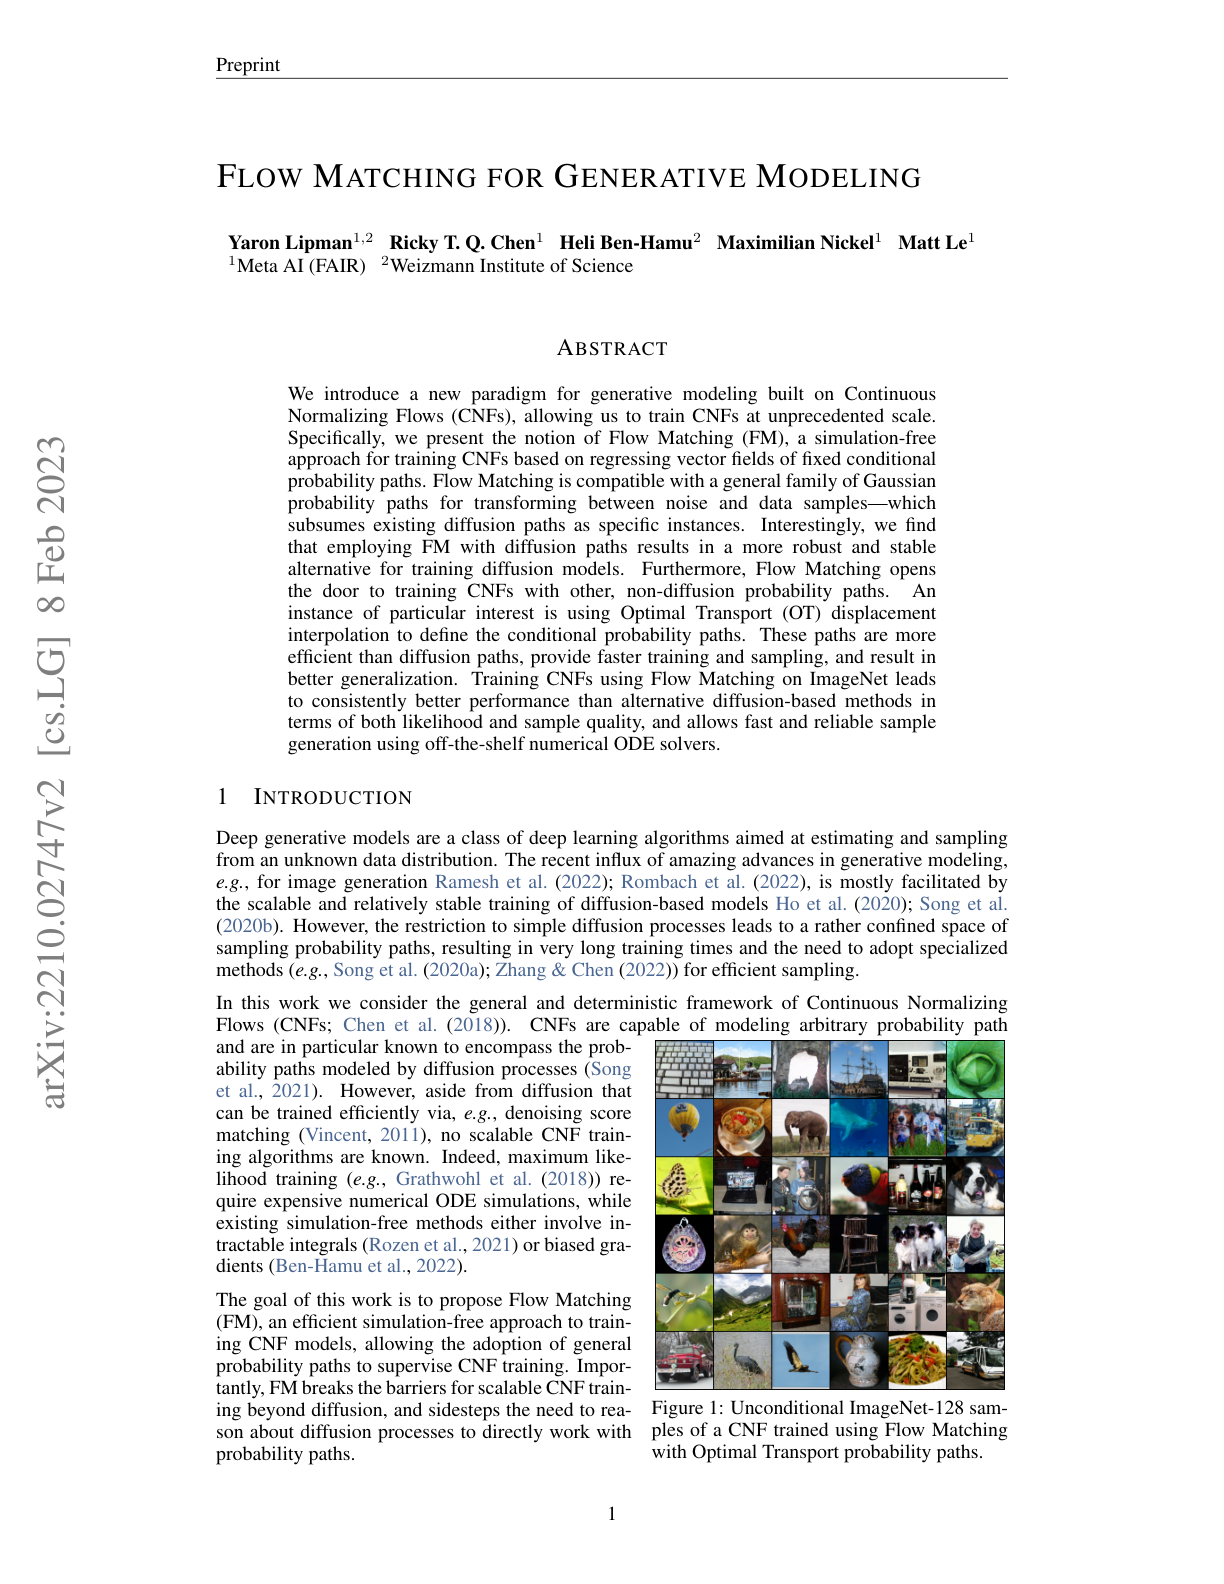 Preprint
FLOW MATCHING FOR GENERATIVE MODELING
Yaron Lipman1,2 Ricky T. Q. Chen1 Heli Ben-Hamu2 Maximilian Nickel1 Matt Le1
1Meta AI (FAIR) 2Weizmann Institute of Science
ABSTRACT
We introduce a new paradigm for generative modeling built on Continuous
Normalizing Flows (CNFs), allowing us to train CNFs at unprecedented scale.
Specifically, we present the notion of Flow Matching (FM), a simulation-free
approach for training CNFs based on regressing vector fields of fixed conditional
probability paths. Flow Matching is compatible with a general family of Gaussian
probability paths for transforming between noise and data samples—which
subsumes existing diffusion paths as specific instances. Interestingly, we find
that employing FM with diffusion paths results in a more robust and stable
alternative for training diffusion models. Furthermore, Flow Matching opens
the door to training CNFs with other, non-diffusion probability paths. An
instance of particular interest is using Optimal Transport (OT) displacement
interpolation to define the conditional probability paths. These paths are more
efficient than diffusion paths, provide faster training and sampling, and result in
better generalization. Training CNFs using Flow Matching on ImageNet leads
to consistently better performance than alternative diffusion-based methods in
terms of both likelihood and sample quality, and allows fast and reliable sample
generation using off-the-shelf numerical ODE solvers.
1 INTRODUCTION
Deep generative models are a class of deep learning algorithms aimed at estimating and sampling
from an unknown data distribution. The recent influx of amazing advances in generative modeling,
e.g., for image generation Ramesh et al. (2022); Rombach et al. (2022), is mostly facilitated by
the scalable and relatively stable training of diffusion-based models Ho et al. (2020); Song et al.
(2020b). However, the restriction to simple diffusion processes leads to a rather confined space of
sampling probability paths, resulting in very long training times and the need to adopt specialized
methods (e.g., Song et al. (2020a); Zhang & Chen (2022)) for efficient sampling.
In this work we consider the general and deterministic framework of Continuous Normalizing
Flows (CNFs; Chen et al. (2018)). CNFs are capable of modeling arbitrary probability path
and are in particular known to encompass the prob-
ability paths modeled by diffusion processes (Song
et al., 2021). However, aside from diffusion that
can be trained efficiently via, e.g., denoising score
matching (Vincent, 2011), no scalable CNF train-
ing algorithms are known. Indeed, maximum like-
lihood training (e.g., Grathwohl et al. (2018)) re-
quire expensive numerical ODE simulations, while
existing simulation-free methods either involve in-
tractable integrals (Rozen et al., 2021) or biased gra-
dients (Ben-Hamu et al., 2022).
The goal of this work is to propose Flow Matching
(FM), an efficient simulation-free approach to train-
ing CNF models, allowing the adoption of general
probability paths to supervise CNF training. Impor-
tantly, FM breaks the barriers for scalable CNF train-
ing beyond diffusion, and sidesteps the need to rea-
son about diffusion processes to directly work with
probability paths.
Figure 1: Unconditional ImageNet-128 sam-
ples of a CNF trained using Flow Matching
with Optimal Transport probability paths.
1
arXiv:2210.02747v2 [cs.LG] 8 Feb 2023